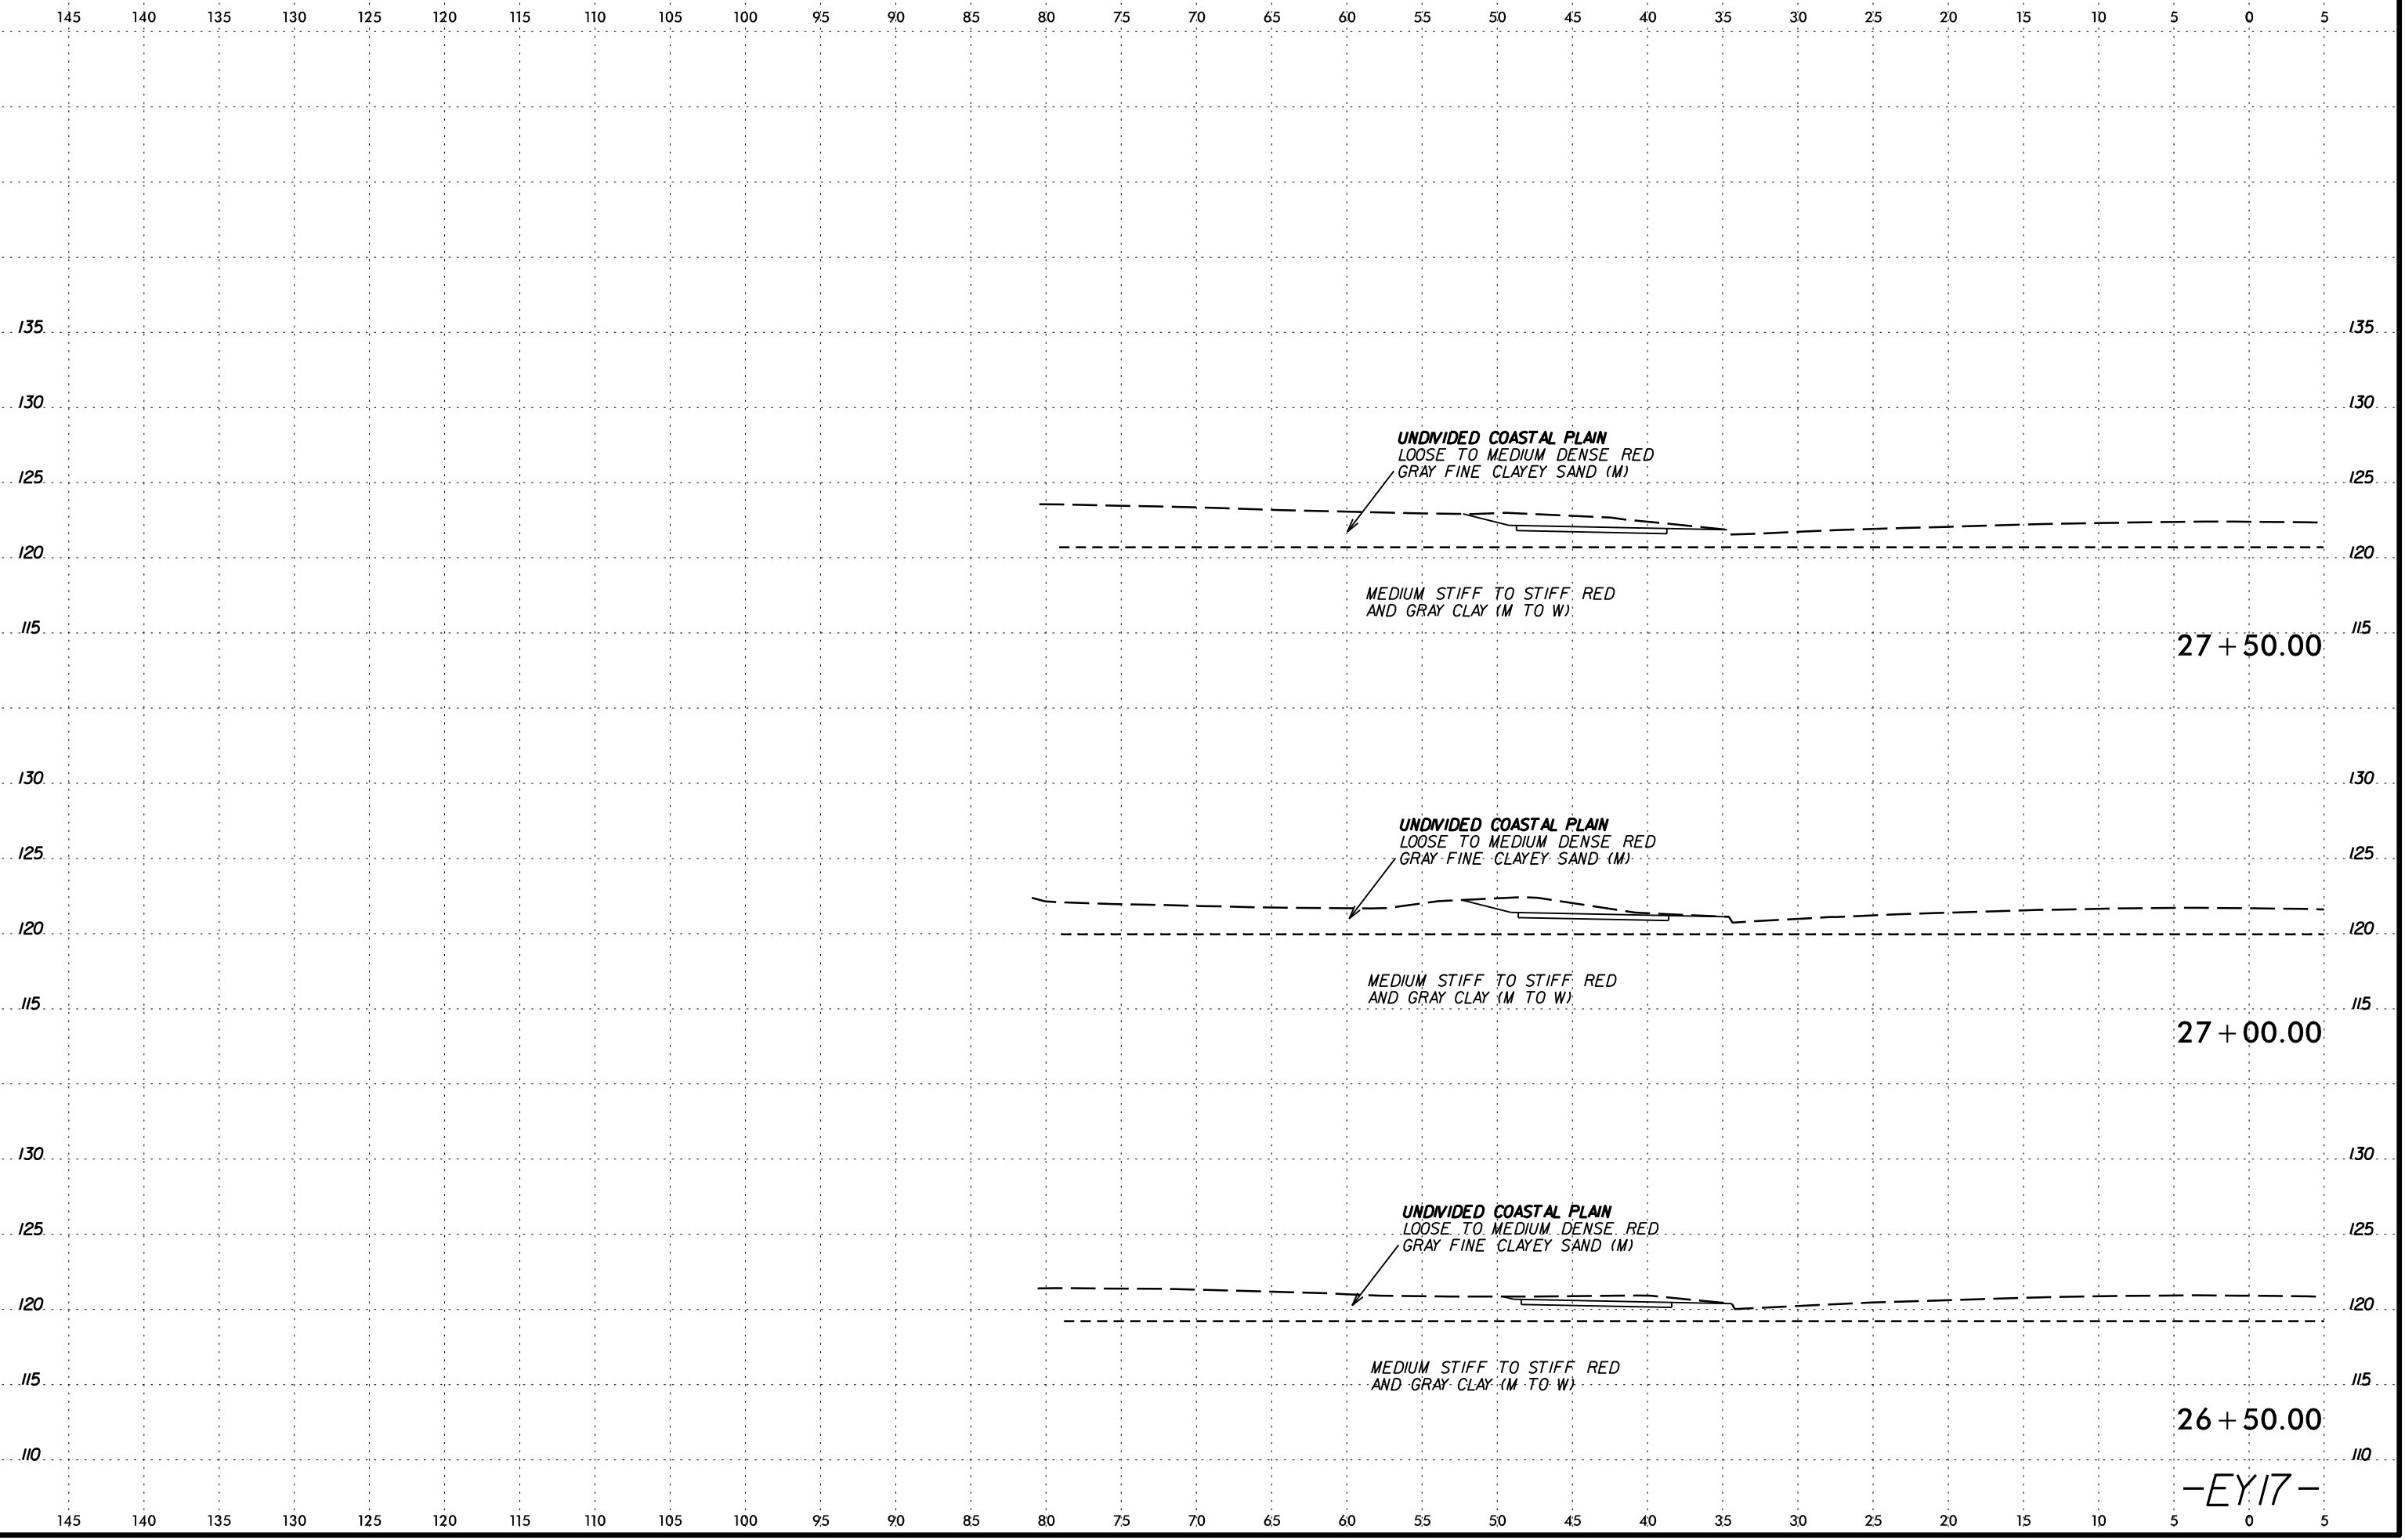 145 140 135 130 125 120 115 110 105 100 95 90 85 80 75 70 65 60 55 50 45 40 35 30 25 20 15 10 5 0 5
135 135
130 130
UNDIVIDED COASTAL PLAIN
LOOSE TO MEDIUM DENSE RED
GRAY FINE CLAYEY SAND (M)
125 125
120 120
MEDIUM STIFF TO STIFF RED
AND GRAY CLAY (M TO W)
115 115
27+50.00
130 130
UNDIVIDED COASTAL PLAIN
LOOSE TO MEDIUM DENSE RED
GRAY FINE CLAYEY SAND (M)
125 125
120 120
MEDIUM STIFF TO STIFF RED
AND GRAY CLAY (M TO W)
115 115
27+00.00
130 130
UNDIVIDED COASTAL PLAIN
LOOSE TO MEDIUM DENSE RED
GRAY FINE CLAYEY SAND (M)
125 125
120 120
MEDIUM STIFF TO STIFF RED
AND GRAY CLAY (M TO W)
115 115
26+50.00
110 110
-EY17-
145 140 135 130 125 120 115 110 105 100 95 90 85 80 75 70 65 60 55 50 45 40 35 30 25 20 15 10 5 0 5